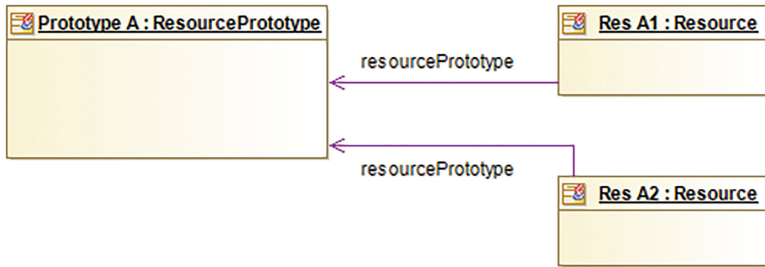 Prototype A : ResourcePrototype
Res A1 : Resource
resourcePrototype
resourcePrototype
Res A2 : Resource